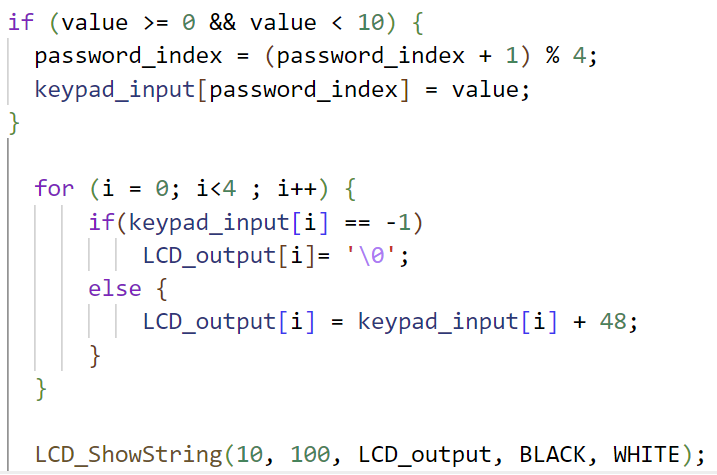 if (value >= 0 && value < 10) {
password_index = (password_index + 1) % 4;
keypad_input[password_index] = value;
}
for (i = 0; i<4 ; i++) {
if(keypad_input[i] == -1)
LCD_output[i]= '\0';
else {
LCD_output[i] = keypad_input[i] + 48;
}
}
LCD_ShowString(10, 100, LCD_output, BLACK, WHITE);